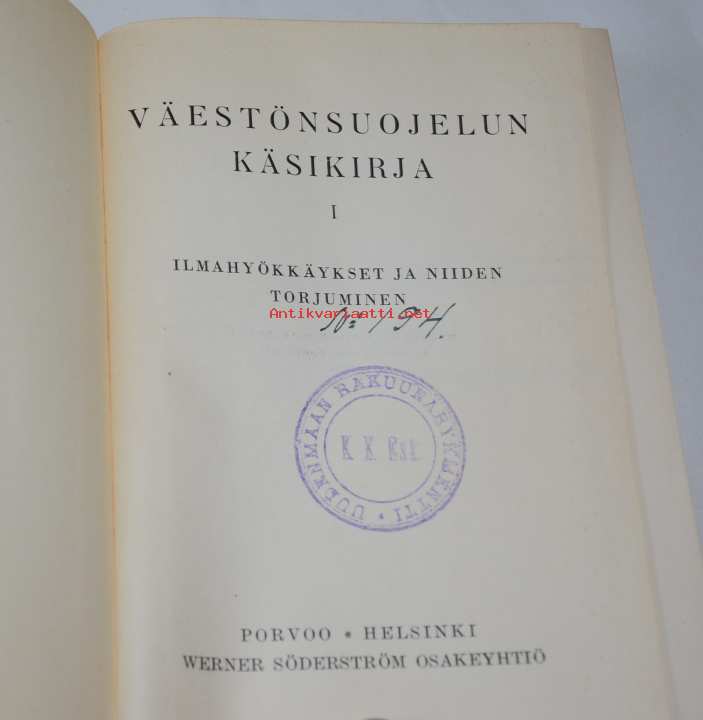 VÄESTÖNSUOJELUN
KÄSIKIRJA
I
ILMAHYÖKKÄYKSET JA NIIDEN
TORJUMINEN
Antikvariaatti.net
UUDENMAAN RAKUUNARYKMENTTI
K. K. Esk.
PORVOO • HELSINKI
WERNER SÖDERSTRÖM OSAKEYHTIÖ